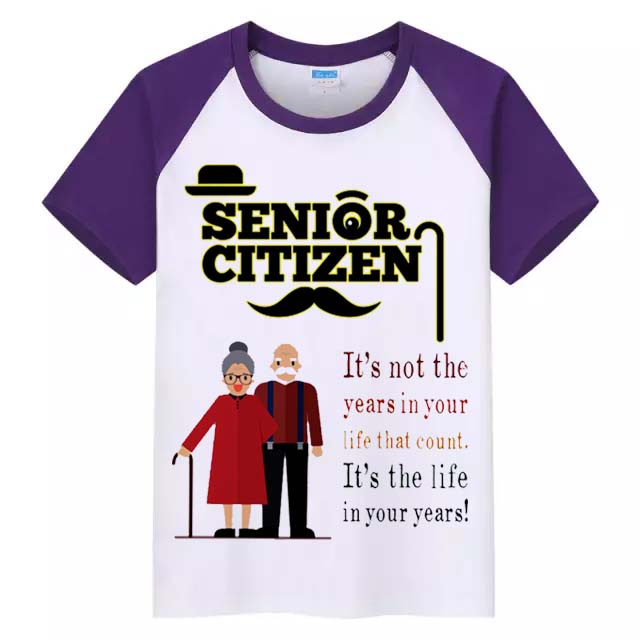 SENIOR
CITIZEN
It's not the
years in your
life that count.
It's the life
in your years!